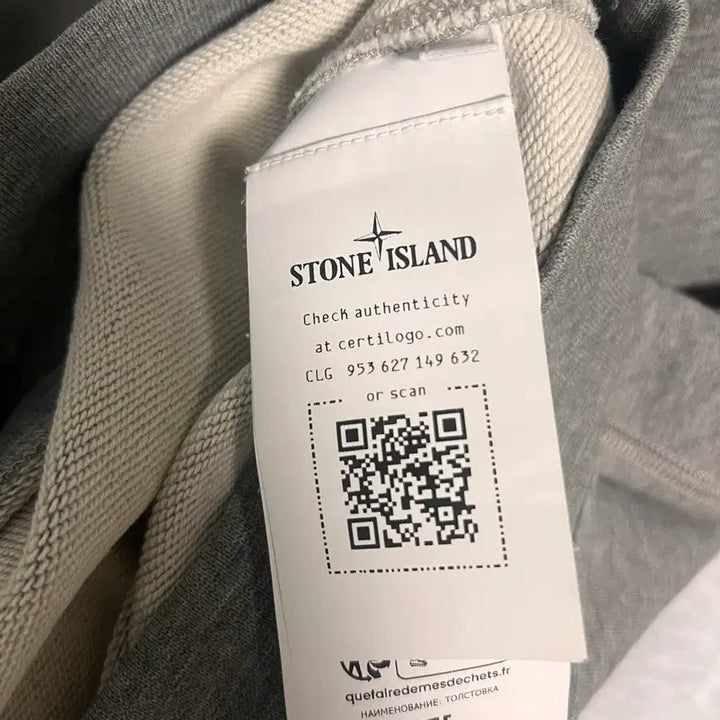 STONE ISLAND
Check authenticity
at certilogo.com
CLG 953 627 149 632
or scan
quefairedemesdechets.fr
НАИМЕНОВАНИЕ: ТОЛСТОВКА